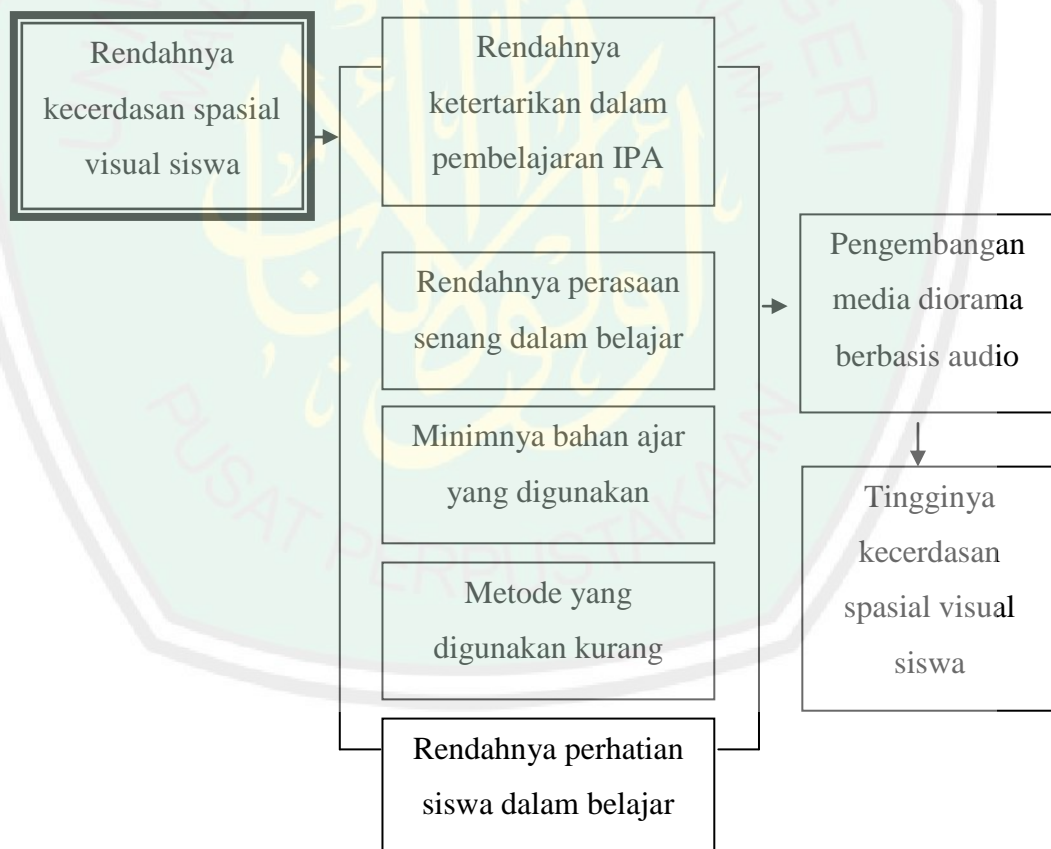 Rendahnya
kecerdasan spasial
visual siswa
Rendahnya
ketertarikan dalam
pembelajaran IPA
Rendahnya perasaan
senang dalam belajar
Minimnya bahan ajar
yang digunakan
Metode yang
digunakan kurang
Rendahnya perhatian
siswa dalam belajar
Pengembangan
media diorama
berbasis audio
Tingginya
kecerdasan
spasial visual
siswa
PUSAT PERPUSTAKAAN